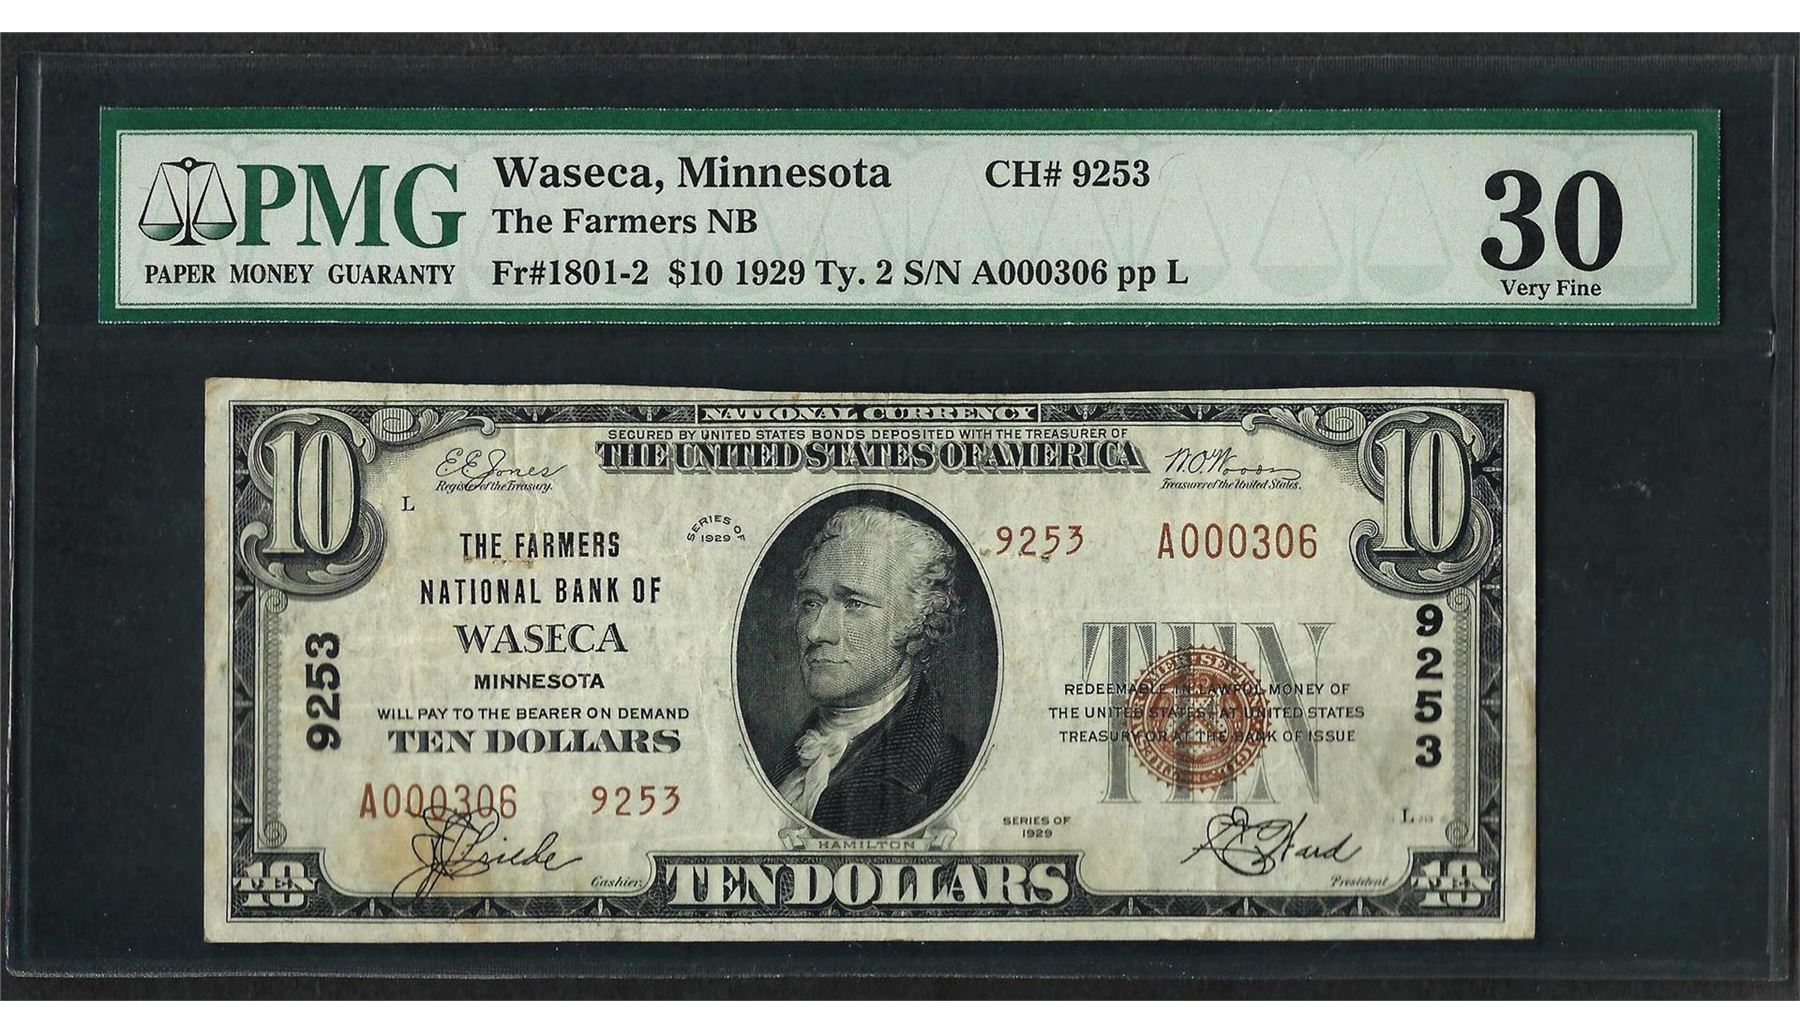 PMG
PAPER MONEY GUARANTY
Waseca, Minnesota CH# 9253
The Farmers NB
Fr#1801-2 $10 1929 Ty. 2 S/N A000306 pp L
30
Very Fine
NATIONAL CURRENCY
SECURED BY UNITED STATES BONDS DEPOSITED WITH THE TREASURER OF
THE UNITED STATES OF AMERICA
10
10
E.E. Jones
Register of the Treasury.
W.O. Woods
Treasurer of the United States.
L
SERIES OF
1929
THE FARMERS
NATIONAL BANK OF
WASECA
MINNESOTA
WILL PAY TO THE BEARER ON DEMAND
TEN DOLLARS
9253 A000306
9253
9253
TEN
REDEEMABLE IN LAWFUL MONEY OF
THE UNITED STATES AT UNITED STATES
TREASURY OR AT THE BANK OF ISSUE
A000306 9253
SERIES OF
1929
L
HAMILTON
Cashier.
President
10 TEN
TEN DOLLARS
10 TEN